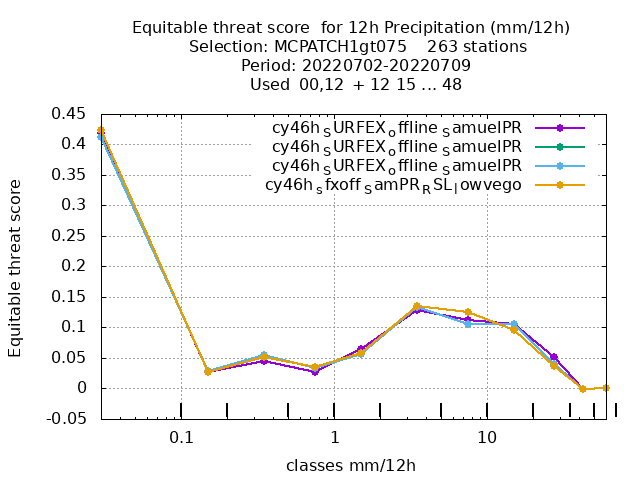 Equitable threat score  for 12h Precipitation (mm/12h)
Selection: MCPATCH1gt075    263 stations
Period: 20220702-20220709
Used  00,12  + 12 15 ... 48
cy46h_SURFEX_offline_SamuelPR
cy46h_SURFEX_offline_SamuelPR
cy46h_SURFEX_offline_SamuelPR
cy46h_sfxoff_SamPR_RSL_lowvego
Equitable threat score
0.45
0.4
0.35
0.3
0.25
0.2
0.15
0.1
0.05
0
-0.05
0.1 1 10
classes mm/12h